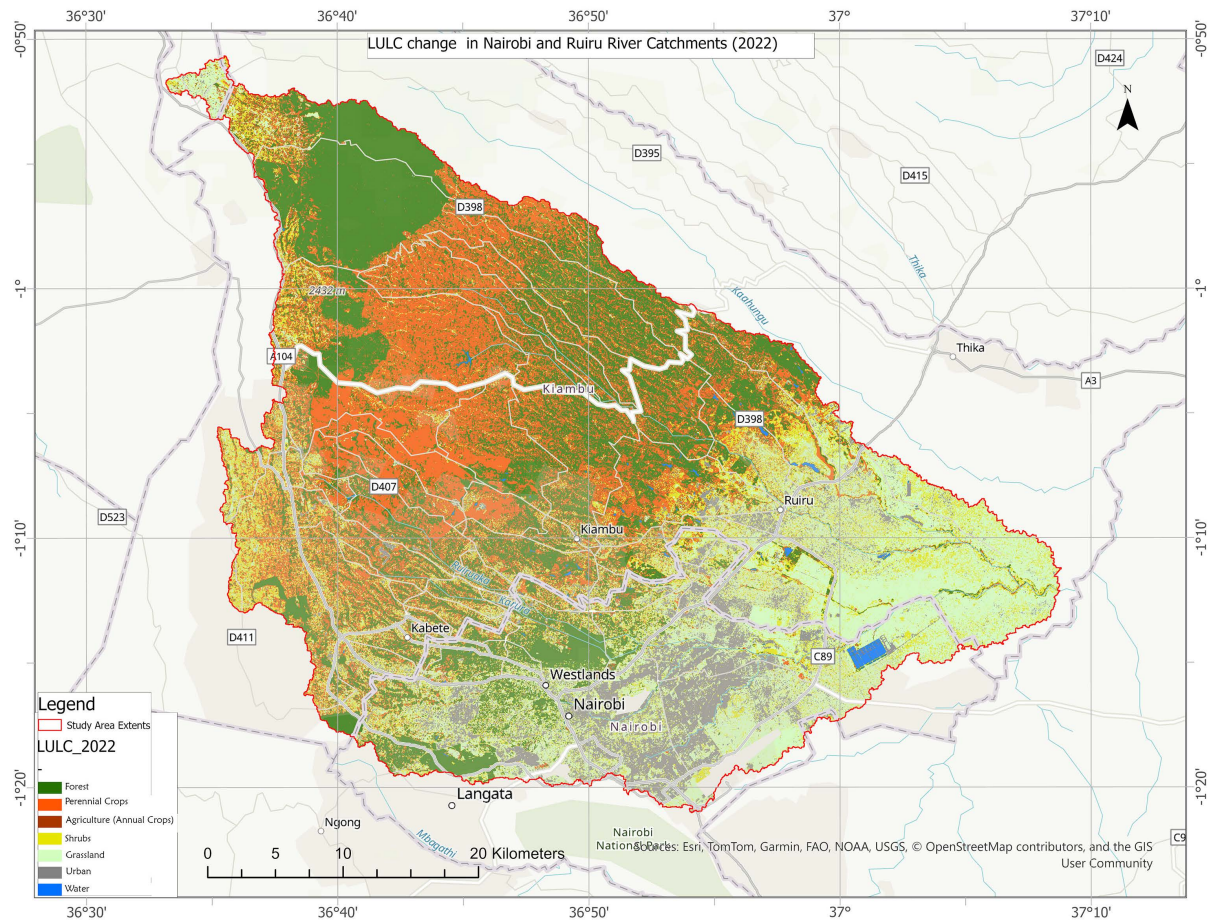 36°30' 36°40' 36°50' 37° 37°10'
-0°50' -0°50'
LULC change in Nairobi and Ruiru River Catchments (2022)
D424
N
D395
D415
D398
Thika
-1° -1°
2432 m
Kaahungu
A104
Thika
A3
Kiambu
D398
D407
Ruiru
D523
Kiambu
-1°10' -1°10'
Ruiruaka
Karura
Kabete
D411
C89
Westlands
Nairobi
Nairobi
Legend
Study Area Extents
LULC_2022
Forest
Perennial Crops
Agriculture (Annual Crops)
Shrubs
Grassland
Urban
Water
-1°20' -1°20'
Langata
Ngong
Mbagathi
Nairobi
National Park
C9
0 5 10 20 Kilometers
Sources: Esri, TomTom, Garmin, FAO, NOAA, USGS, © OpenStreetMap contributors, and the GIS
User Community
36°30' 36°40' 36°50' 37° 37°10'